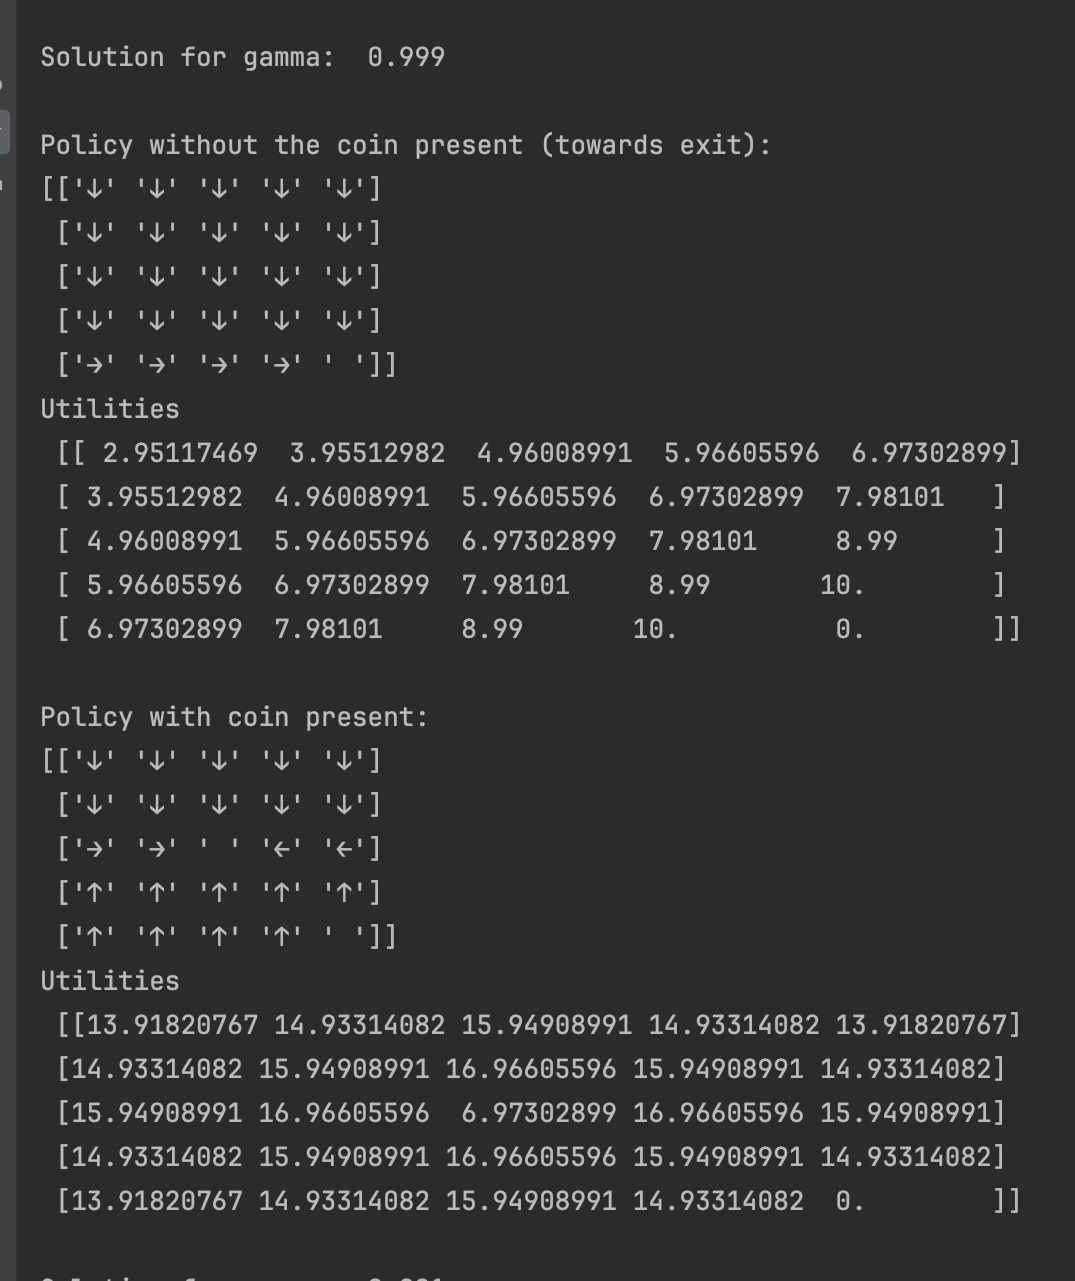 Solution for gamma:  0.999
Policy without the coin present (towards exit):
[['↓' '↓' '↓' '↓' '↓']
 ['↓' '↓' '↓' '↓' '↓']
 ['↓' '↓' '↓' '↓' '↓']
 ['↓' '↓' '↓' '↓' '↓']
 ['→' '→' '→' '→' ' ']]
Utilities
 [[ 2.95117469  3.95512982  4.96008991  5.96605596  6.97302899]
 [ 3.95512982  4.96008991  5.96605596  6.97302899  7.98101   ]
 [ 4.96008991  5.96605596  6.97302899  7.98101     8.99      ]
 [ 5.96605596  6.97302899  7.98101     8.99       10.        ]
 [ 6.97302899  7.98101     8.99       10.          0.        ]]
Policy with coin present:
[['↓' '↓' '↓' '↓' '↓']
 ['↓' '↓' '↓' '↓' '↓']
 ['→' '→' ' ' '←' '←']
 ['↑' '↑' '↑' '↑' '↑']
 ['↑' '↑' '↑' '↑' ' ']]
Utilities
 [[13.91820767 14.93314082 15.94908991 14.93314082 13.91820767]
 [14.93314082 15.94908991 16.96605596 15.94908991 14.93314082]
 [15.94908991 16.96605596  6.97302899 16.96605596 15.94908991]
 [14.93314082 15.94908991 16.96605596 15.94908991 14.93314082]
 [13.91820767 14.93314082 15.94908991 14.93314082  0.        ]]